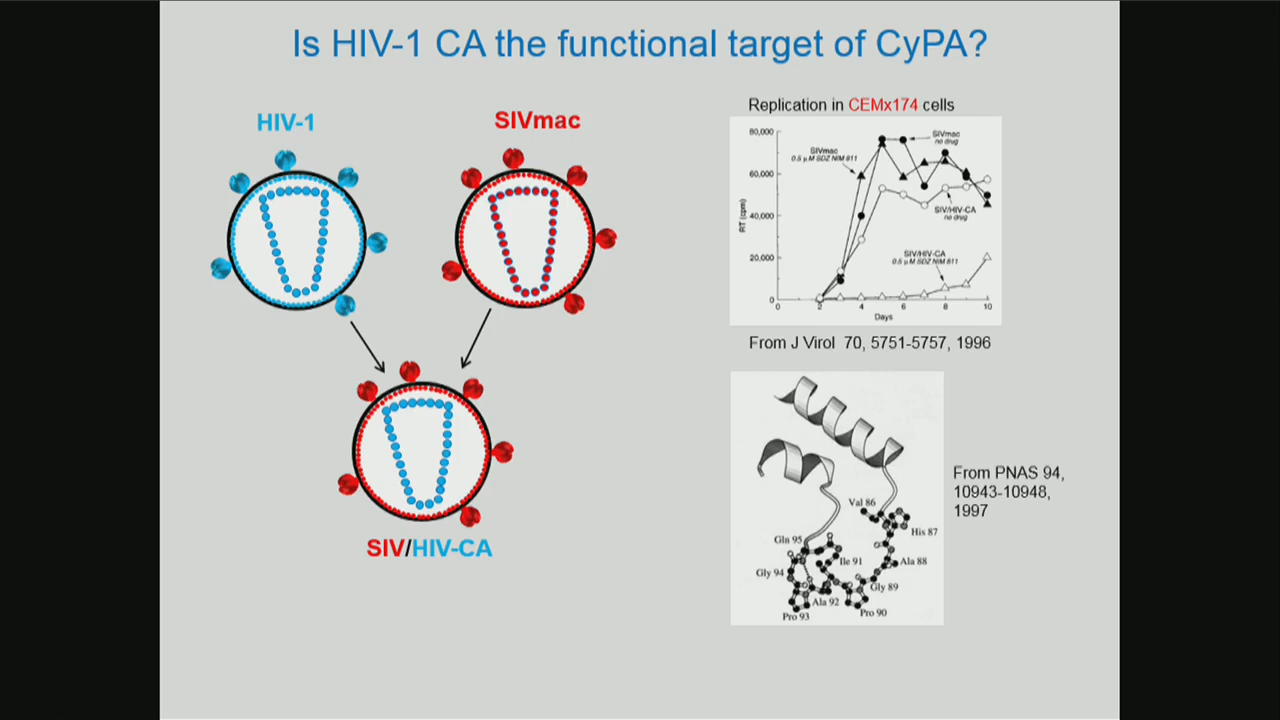 Is HIV-1 CA the functional target of CyPA?
HIV-1
SIVmac
SIV/HIV-CA
Replication in CEMx174 cells
80,000
60,000
40,000
20,000
0
RT (cpm)
0
2
4
6
8
10
Days
SIVmac
no drug
SIVmac
0.5 µM SDZ NIM 811
SIV/HIV-CA
no drug
SIV/HIV-CA
0.5 µM SDZ NIM 811
From J Virol 70, 5751-5757, 1996
Val 86
His 87
Gln 95
Ile 91
Ala 88
Gly 94
Gly 89
Ala 92
Pro 93
Pro 90
From PNAS 94,
10943-10948,
1997